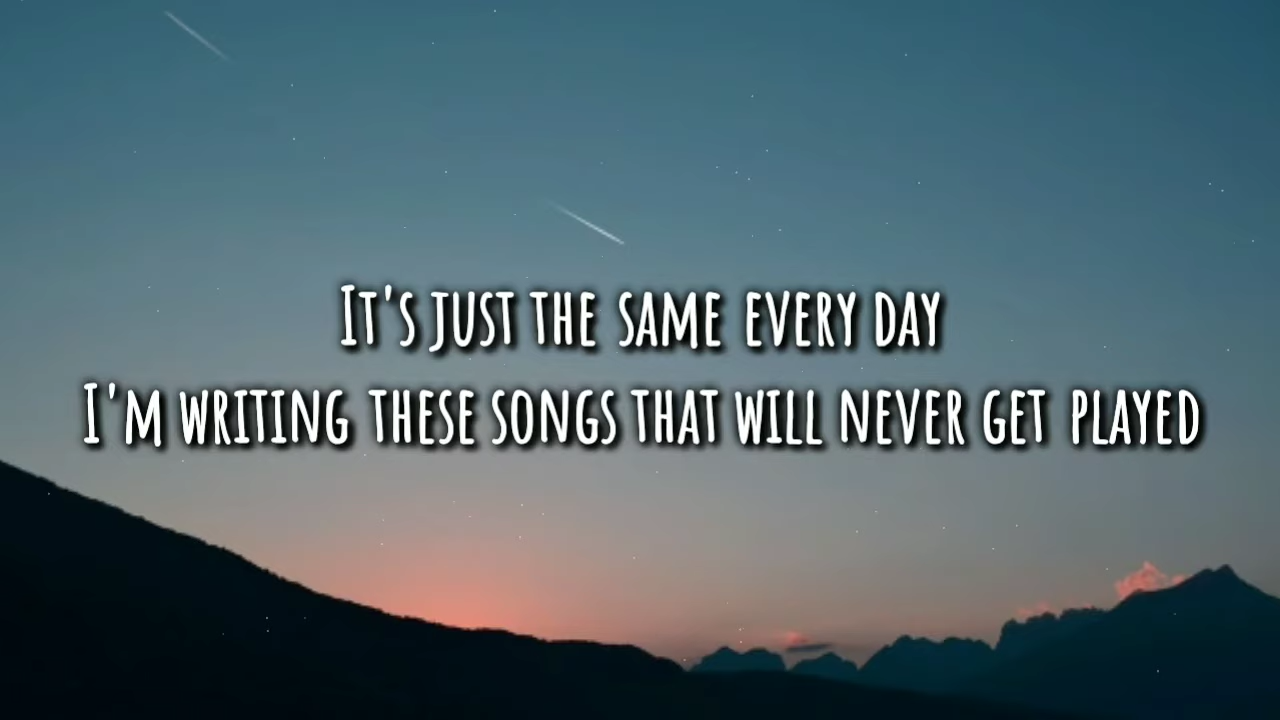 It's just the same every day
I'm writing these songs that will never get played